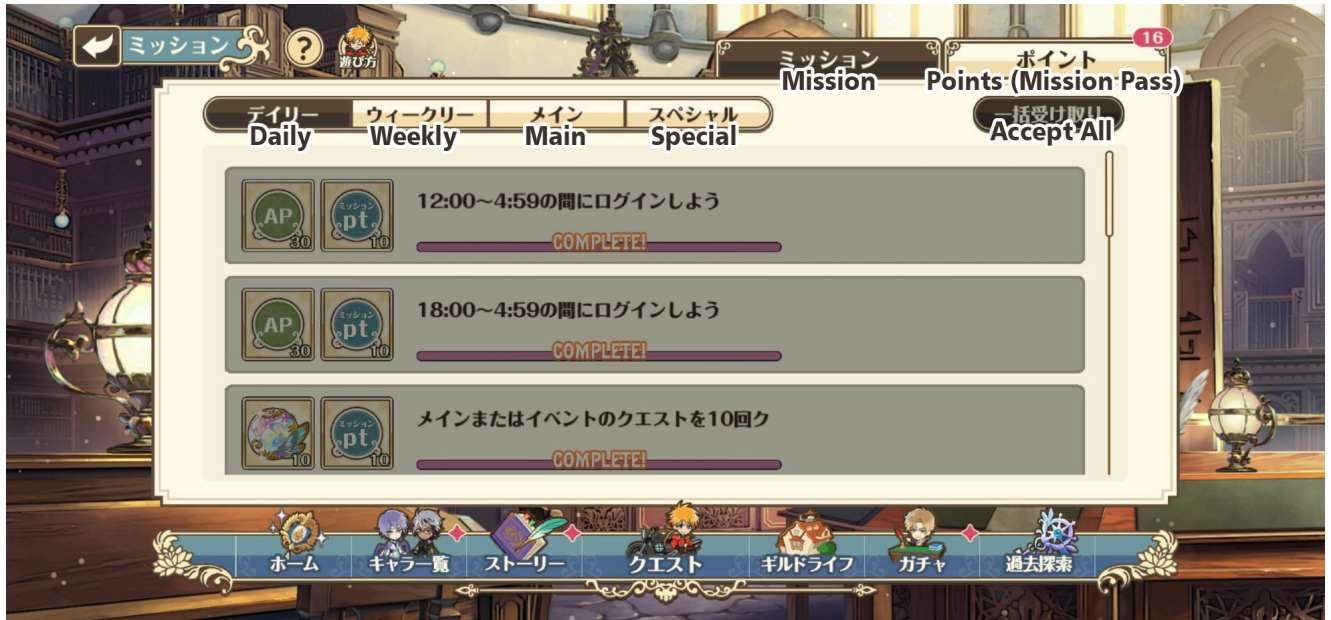 ミッション
?
遊び方
ミッション
Mission
ポイント
16
Points (Mission Pass)
デイリー
Daily
ウィークリー
Weekly
メイン
Main
スペシャル
Special
一括受け取り
Accept All
AP
30
ミッション
pt
10
12:00～4:59の間にログインしよう
COMPLETE!
AP
30
ミッション
pt
10
18:00～4:59の間にログインしよう
COMPLETE!
10
ミッション
pt
10
メインまたはイベントのクエストを10回ク
COMPLETE!
ホーム
キャラ一覧
ストーリー
クエスト
ギルドライフ
ガチャ
過去探索